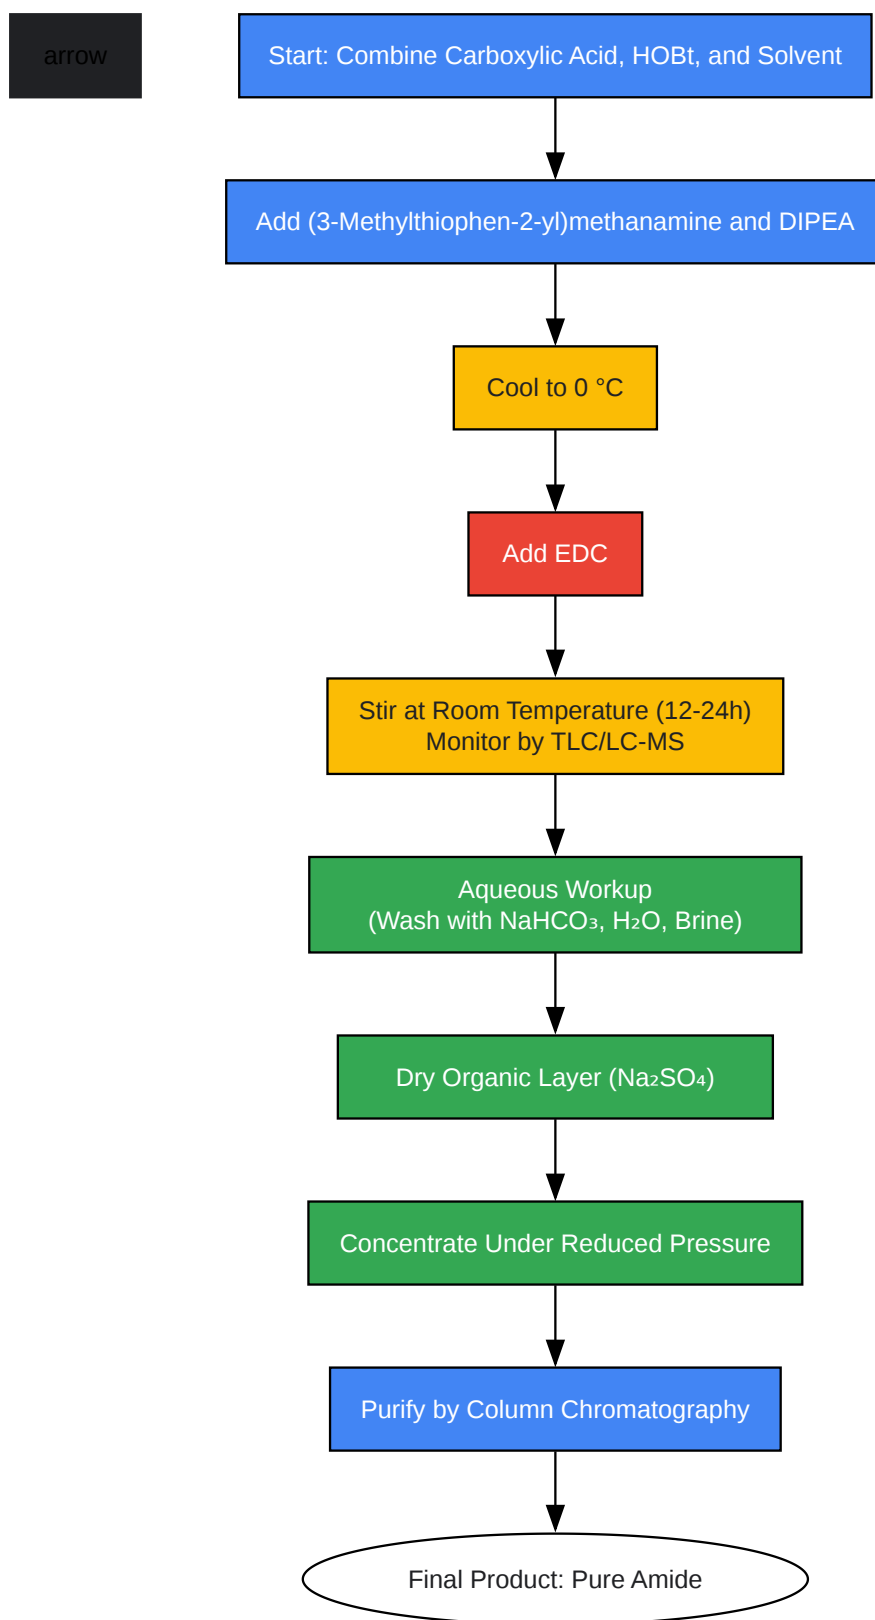 arrow
Start: Combine Carboxylic Acid, HOBt, and Solvent
Add (3-Methylthiophen-2-yl)methanamine and DIPEA
Cool to 0 °C
Add EDC
Stir at Room Temperature (12-24h)
Monitor by TLC/LC-MS
Aqueous Workup
(Wash with NaHCO₃, H₂O, Brine)
Dry Organic Layer (Na₂SO₄)
Concentrate Under Reduced Pressure
Purify by Column Chromatography
Final Product: Pure Amide